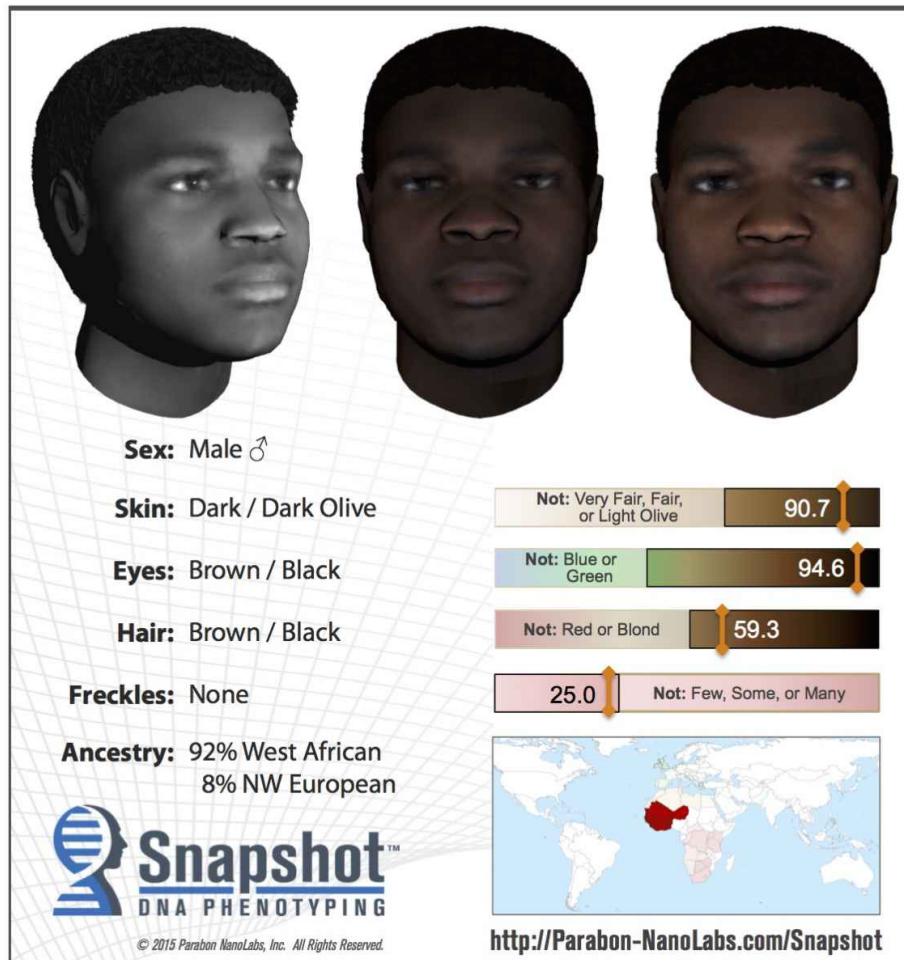 Sex: Male ♂
Skin: Dark / Dark Olive
Not: Very Fair, Fair,
or Light Olive
90.7
Eyes: Brown / Black
Not: Blue or
Green
94.6
Hair: Brown / Black
Not: Red or Blond
59.3
Freckles: None
25.0
Not: Few, Some, or Many
Ancestry: 92% West African
8% NW European
Snapshot™
DNA PHENOTYPING
© 2015 Parabon NanoLabs, Inc. All Rights Reserved.
http://Parabon-NanoLabs.com/Snapshot